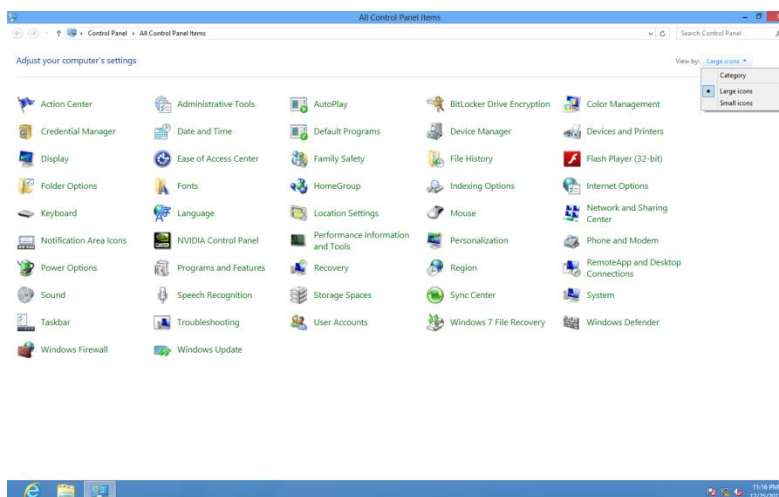 All Control Panel Items
Control Panel All Control Panel Items
Search Control Panel
Adjust your computer's settings
View by: Large icons
Category
Large icons
Small icons
Action Center Administrative Tools AutoPlay BitLocker Drive Encryption Color Management
Credential Manager Date and Time Default Programs Device Manager Devices and Printers
Display Ease of Access Center Family Safety File History Flash Player (32-bit)
Folder Options Fonts HomeGroup Indexing Options Internet Options
Keyboard Language Location Settings Mouse Network and Sharing
Center
Notification Area Icons NVIDIA Control Panel Performance Information
and Tools
Personalization Phone and Modem
Power Options Programs and Features Recovery Region RemoteApp and Desktop
Connections
Sound Speech Recognition Storage Spaces Sync Center System
Taskbar Troubleshooting User Accounts Windows 7 File Recovery Windows Defender
Windows Firewall Windows Update
11:16 PM